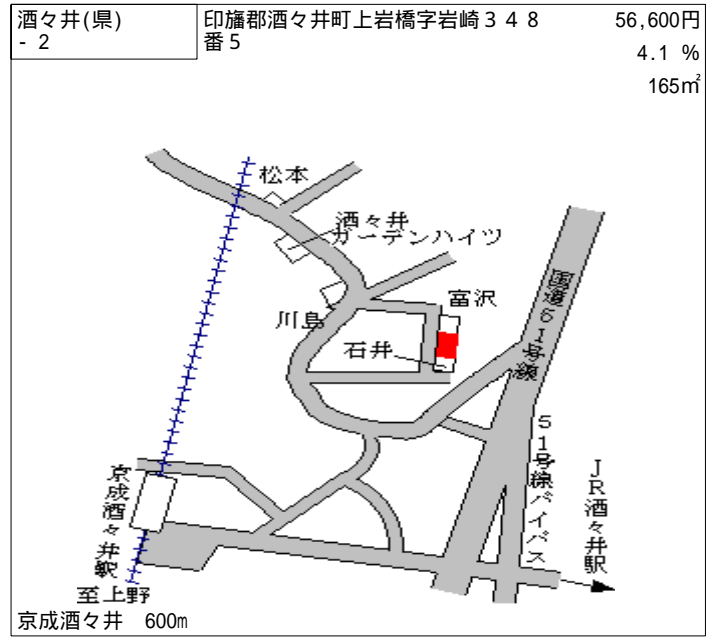 酒々井(県)
- 2
印旛郡酒々井町上岩橋字岩崎３４８
番５
56,600円
4.1 %
165㎡
松本
酒々井
ガーデンハイツ
川島
富沢
石井
国道５１号線
５１号線バイパス
ＪＲ酒々井駅
京成酒々井駅
至上野
京成酒々井　600m